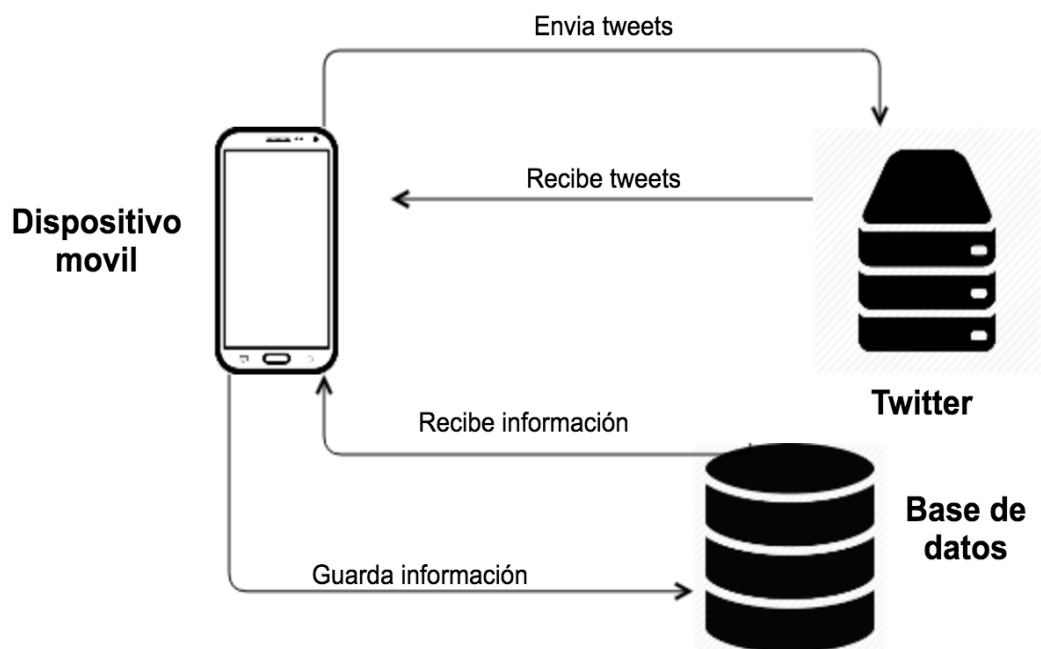 Envia tweets
Recibe tweets
Dispositivo
movil
Twitter
Recibe información
Base de
datos
Guarda información